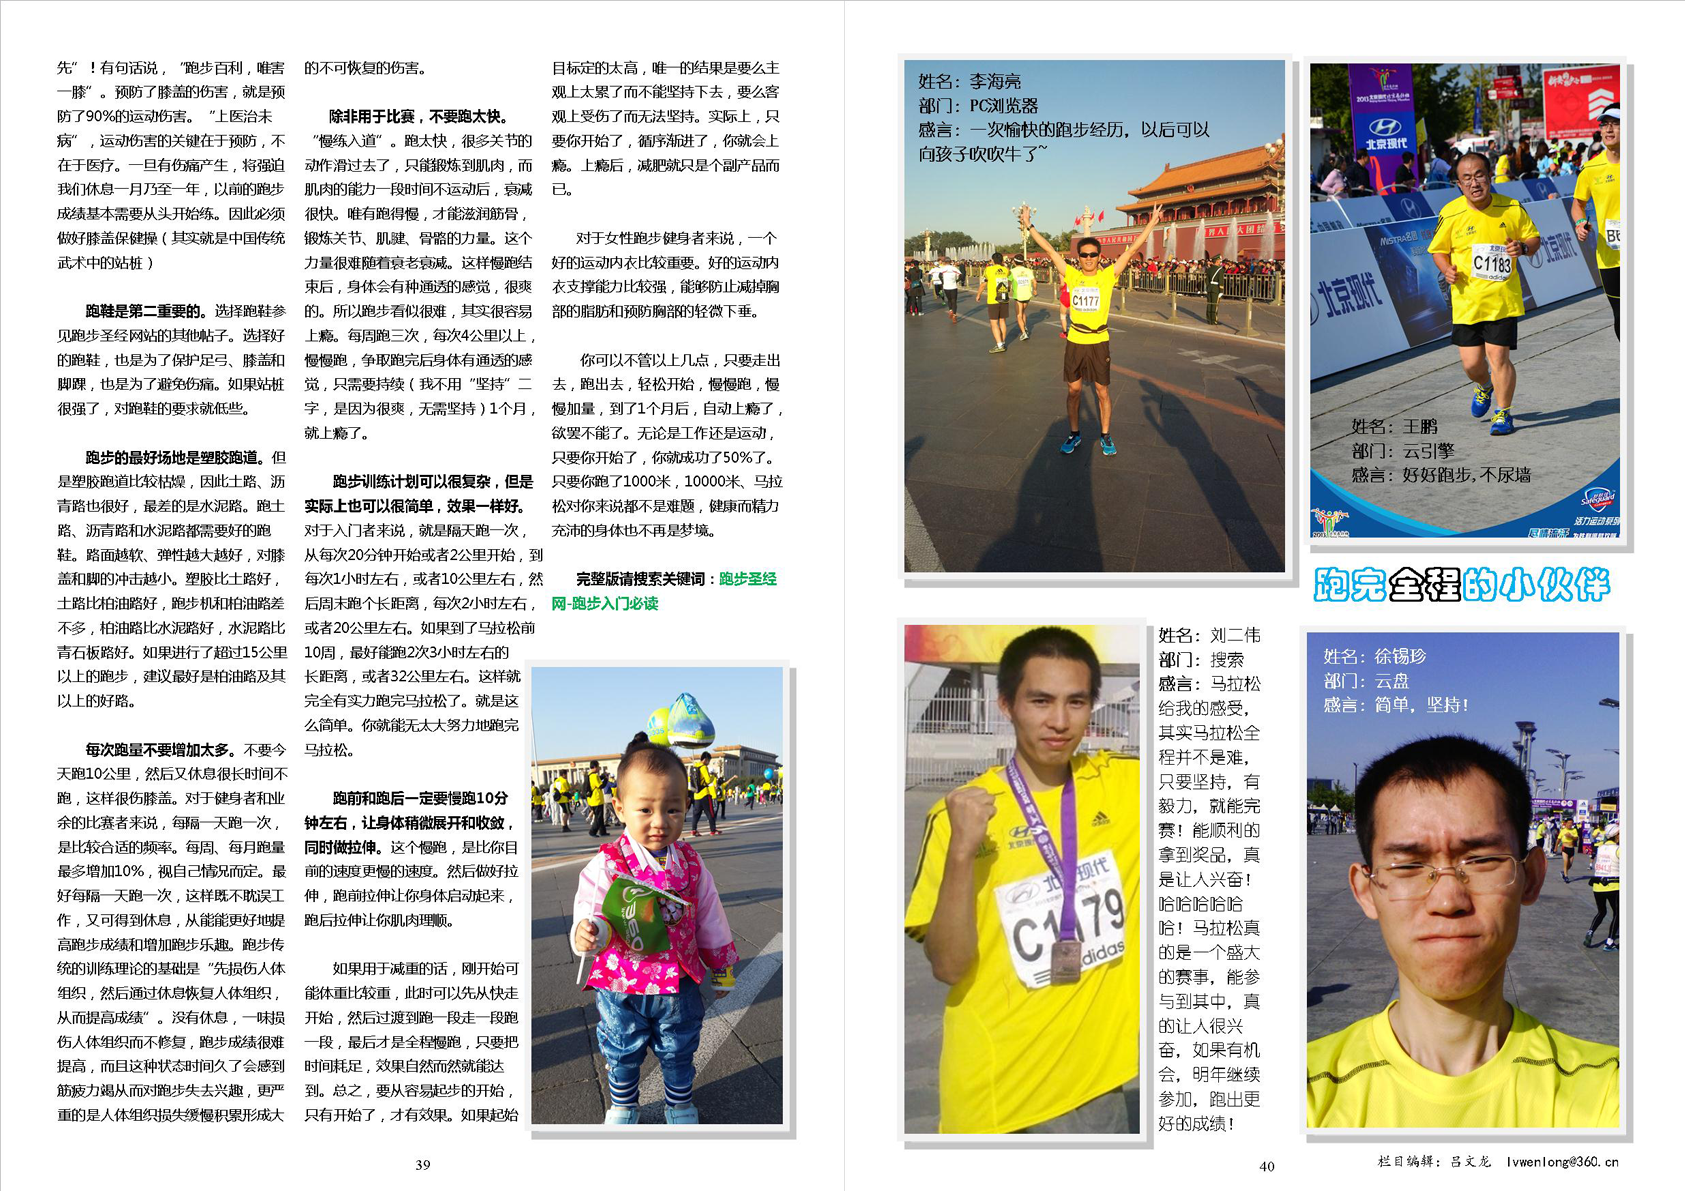 先”！有句话说，“跑步百利，唯害
一膝”。预防了膝盖的伤害，就是预
防了90%的运动伤害。“上医治未
病”，运动伤害的关键在于预防，不
在于医疗。一旦有伤痛产生，将强迫
我们休息一月乃至一年，以前的跑步
成绩基本需要从头开始练。因此必须
做好膝盖保健操（其实就是中国传统
武术中的站桩）
跑鞋是第二重要的。选择跑鞋参
见跑步圣经网站的其他帖子。选择好
的跑鞋，也是为了保护足弓、膝盖和
脚踝，也是为了避免伤痛。如果站桩
很强了，对跑鞋的要求就低些。
跑步的最好场地是塑胶跑道。但
是塑胶跑道比较枯燥，因此土路、沥
青路也很好，最差的是水泥路。跑土
路、沥青路和水泥路都需要好的跑
鞋。路面越软、弹性越大越好，对膝
盖和脚的冲击越小。塑胶比土路好，
土路比柏油路好，跑步机和柏油路差
不多，柏油路比水泥路好，水泥路比
青石板路好。如果进行了超过15公里
以上的跑步，建议最好是柏油路及其
以上的好路。
每次跑量不要增加太多。不要今
天跑10公里，然后又休息很长时间不
跑，这样很伤膝盖。对于健身者和业
余的比赛者来说，每隔一天跑一次，
是比较合适的频率。每周、每月跑量
最多增加10%，视自己情况而定。最
好每隔一天跑一次，这样既不耽误工
作，又可得到休息，从能能更好地提
高跑步成绩和增加跑步乐趣。跑步传
统的训练理论的基础是“先损伤人体
组织，然后通过休息恢复人体组织，
从而提高成绩”。没有休息，一味损
伤人体组织而不修复，跑步成绩很难
提高，而且这种状态时间久了会感到
筋疲力竭从而对跑步失去兴趣，更严
重的是人体组织损失缓慢积累形成大
的不可恢复的伤害。
除非用于比赛，不要跑太快。
“慢练入道”。跑太快，很多关节的
动作滑过去了，只能锻炼到肌肉，而
肌肉的能力一段时间不运动后，衰减
很快。唯有跑得慢，才能滋润筋骨，
锻炼关节、肌腱、骨骼的力量。这个
力量很难随着衰老衰减。这样慢跑结
束后，身体会有种通透的感觉，很爽
的。所以跑步看似很难，其实很容易
上瘾。每周跑三次，每次4公里以上，
慢慢跑，争取跑完后身体有通透的感
觉，只需要持续（我不用“坚持”二
字，是因为很爽，无需坚持）1个月，
就上瘾了。
跑步训练计划可以很复杂，但是
实际上也可以很简单，效果一样好。
对于入门者来说，就是隔天跑一次，
从每次20分钟开始或者2公里开始，到
每次1小时左右，或者10公里左右，然
后周末跑个长距离，每次2小时左右，
或者20公里左右。如果到了马拉松前
10周，最好能跑2次3小时左右的
长距离，或者32公里左右。这样就
完全有实力跑完马拉松了。就是这
么简单。你就能无太大努力地跑完
马拉松。
跑前和跑后一定要慢跑10分
钟左右，让身体稍微展开和收敛，
同时做拉伸。这个慢跑，是比你目
前的速度更慢的速度。然后做好拉
伸，跑前拉伸让你身体启动起来，
跑后拉伸让你肌肉理顺。
如果用于减重的话，刚开始可
能体重比较重，此时可以先从快走
开始，然后过渡到跑一段走一段跑
一段，最后才是全程慢跑，只要把
时间耗足，效果自然而然就能达
到。总之，要从容易起步的开始，
只有开始了，才有效果。如果起始
目标定的太高，唯一的结果是要么主
观上太累了而不能坚持下去，要么客
观上受伤了而无法坚持。实际上，只
要你开始了，循序渐进了，你就会上
瘾。上瘾后，减肥就只是个副产品而
已。
对于女性跑步健身者来说，一个
好的运动内衣比较重要。好的运动内
衣支撑能力比较强，能够防止减掉胸
部的脂肪和预防胸部的轻微下垂。
你可以不管以上几点，只要走出
去，跑出去，轻松开始，慢慢跑，慢
慢加量，到了1个月后，自动上瘾了，
欲罢不能了。无论是工作还是运动，
只要你开始了，你就成功了50%了。
只要你跑了1000米，10000米、马拉
松对你来说都不是难题，健康而精力
充沛的身体也不再是梦境。
完整版请搜索关键词：跑步圣经
网-跑步入门必读
39
姓名：李海亮
部门：PC浏览器
感言：一次愉快的跑步经历，以后可以
向孩子吹吹牛了~
C1177
北京现代
C1183
adidas
北京现代
姓名：王鹏
部门：云引擎
感言：好好跑步,不尿墙
Safeguard
跑完全程的小伙伴
姓名：刘二伟
部门：搜索
感言：马拉松
给我的感受，
其实马拉松全
程并不是难，
只要坚持，有
毅力，就能完
赛！能顺利的
拿到奖品，真
是让人兴奋！
哈哈哈哈哈
哈！马拉松真
的是一个盛大
的赛事，能参
与到其中，真
的让人很兴
奋，如果有机
会，明年继续
参加，跑出更
好的成绩！
北京现代
C1179
adidas
姓名：徐锡珍
部门：云盘
感言：简单，坚持！
栏目编辑：吕文龙 lvwenlong@360.cn
40